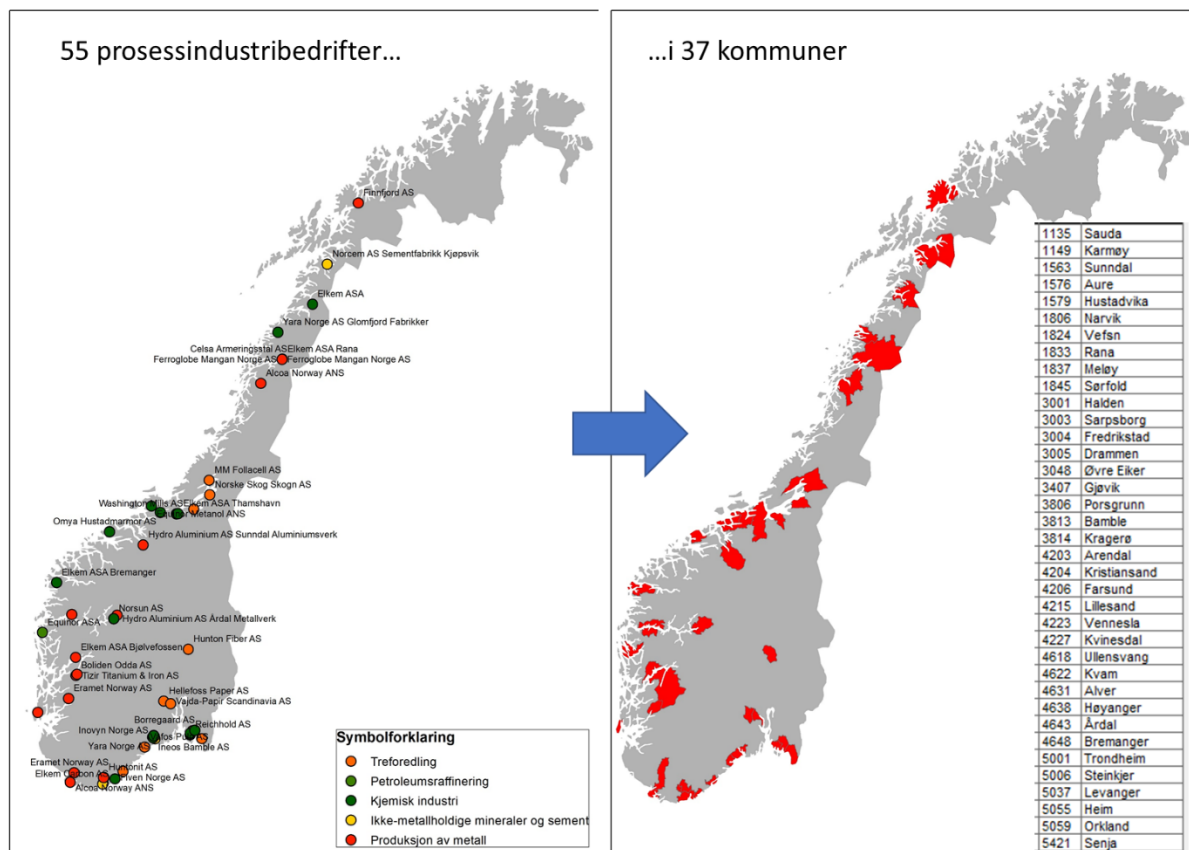 55 prosessindustribedrifter...
Finnfjord AS
Norcem AS Sementfabrikk Kjøpsvik
Elkem ASA
Yara Norge AS Glomfjord Fabrikker
Celsa Armeringsstal ASElkem ASA Rana
Ferroglobe Mangan Norge AS Ferroglobe Mangan Norge AS
Alcoa Norway ANS
MM Follacell AS
Norske Skog Skogn AS
Washington Mills ASElkem ASA Thamshavn
Metanol ANS
Omya Hustadmarmor AS
Hydro Aluminium AS Sunndal Aluminiumsverk
Elkem ASA Bremanger
Norsun AS
Hydro Aluminium AS Årdal Metallverk
Equinor ASA
Hunton Fiber AS
Elkem ASA Bjølvefossen
Boliden Odda AS
Tizir Titanium & Iron AS
Eramet Norway AS
Hellefoss Paper AS
Vajda-Papir Scandinavia AS
Borregaard AS
Reichhold AS
Inovyn Norge AS
AS
Yara Norge AS
Ineos Bamble AS
Eramet Norway AS
Huntonit AS
Elkem Carbon AS
Fiven Norge AS
Alcoa Norway ANS
Symbolforklaring
Treforedling
Petroleumsraffinering
Kjemisk industri
Ikke-metallholdige mineraler og sement
Produksjon av metall
...i 37 kommuner
1135 Sauda
1149 Karmøy
1563 Sunndal
1576 Aure
1579 Hustadvika
1806 Narvik
1824 Vefsn
1833 Rana
1837 Meløy
1845 Sørfold
3001 Halden
3003 Sarpsborg
3004 Fredrikstad
3005 Drammen
3048 Øvre Eiker
3407 Gjøvik
3806 Porsgrunn
3813 Bamble
3814 Kragerø
4203 Arendal
4204 Kristiansand
4206 Farsund
4215 Lillesand
4223 Vennesla
4227 Kvinesdal
4618 Ullensvang
4622 Kvam
4631 Alver
4638 Høyanger
4643 Årdal
4648 Bremanger
5001 Trondheim
5006 Steinkjer
5037 Levanger
5055 Heim
5059 Orkland
5421 Senja